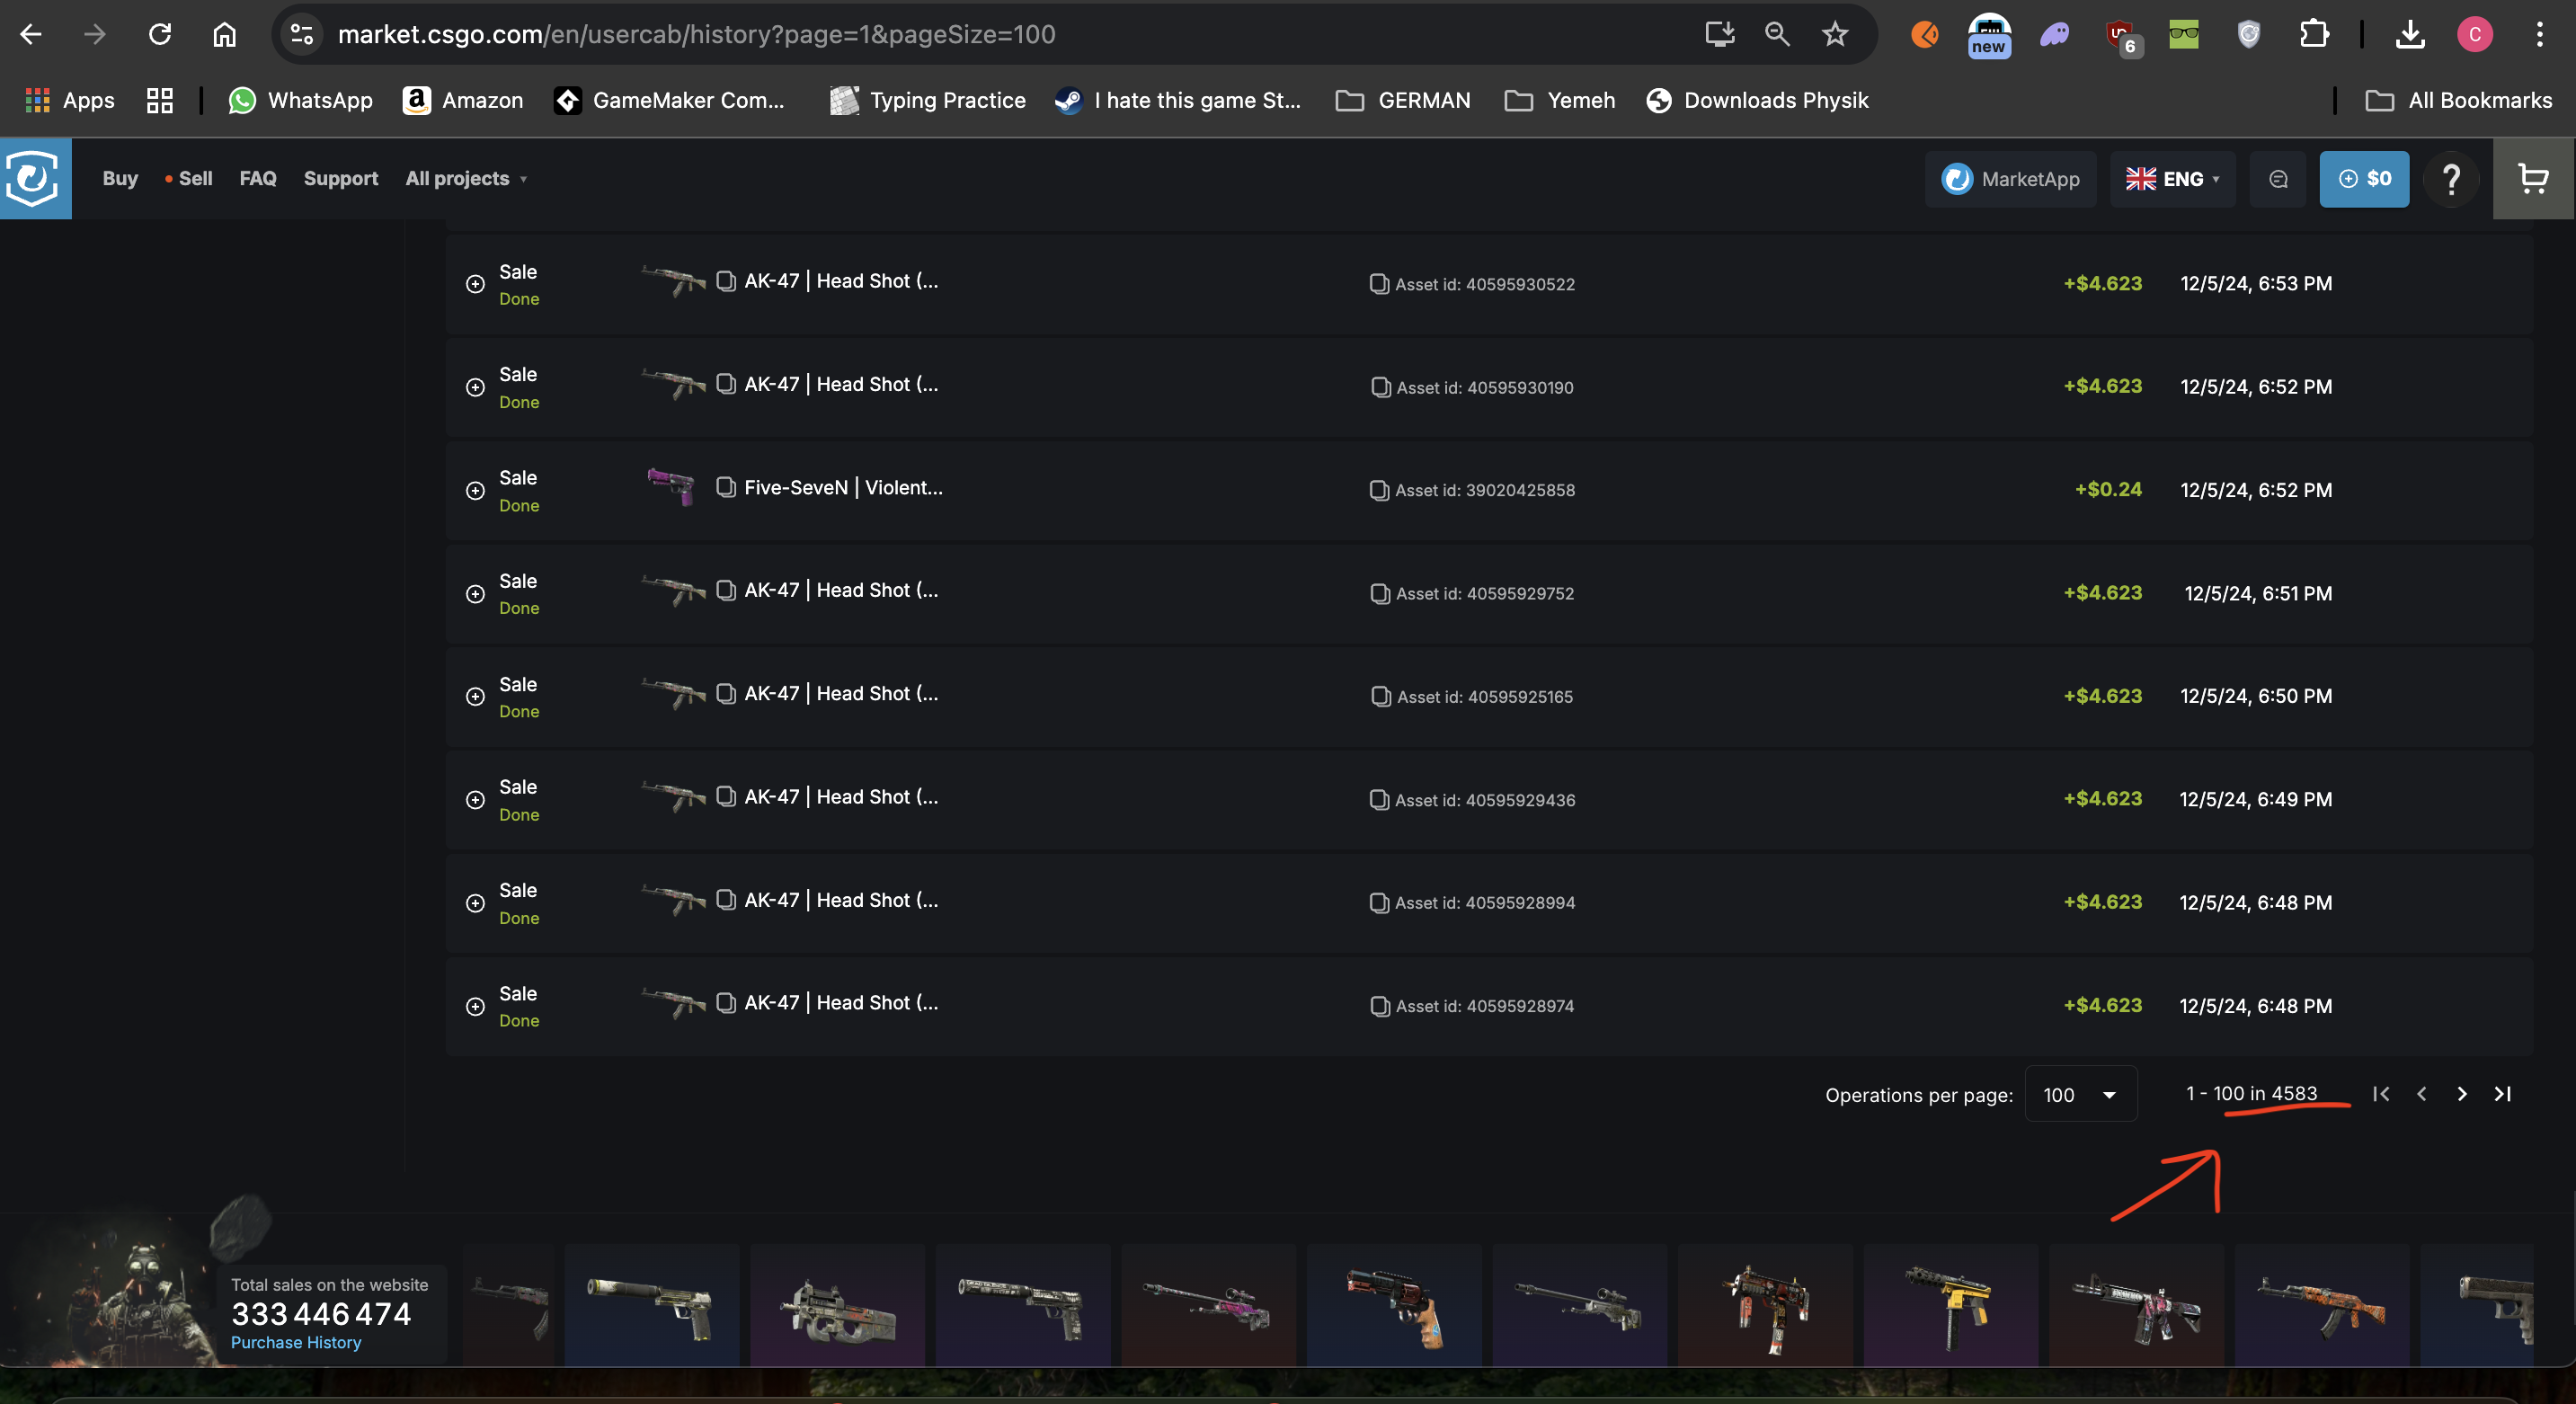 market.csgo.com/en/usercab/history?page=1&pageSize=100
new
6
C
Apps
WhatsApp
Amazon
GameMaker Com...
Typing Practice
I hate this game St...
GERMAN
Yemeh
Downloads Physik
All Bookmarks
Buy
Sell
FAQ
Support
All projects
MarketApp
ENG
$0
?
Sale
Done
AK-47 | Head Shot (...
Asset id: 40595930522
+$4.623
12/5/24, 6:53 PM
Sale
Done
AK-47 | Head Shot (...
Asset id: 40595930190
+$4.623
12/5/24, 6:52 PM
Sale
Done
Five-SeveN | Violent...
Asset id: 39020425858
+$0.24
12/5/24, 6:52 PM
Sale
Done
AK-47 | Head Shot (...
Asset id: 40595929752
+$4.623
12/5/24, 6:51 PM
Sale
Done
AK-47 | Head Shot (...
Asset id: 40595925165
+$4.623
12/5/24, 6:50 PM
Sale
Done
AK-47 | Head Shot (...
Asset id: 40595929436
+$4.623
12/5/24, 6:49 PM
Sale
Done
AK-47 | Head Shot (...
Asset id: 40595928994
+$4.623
12/5/24, 6:48 PM
Sale
Done
AK-47 | Head Shot (...
Asset id: 40595928974
+$4.623
12/5/24, 6:48 PM
Operations per page:
100
1 - 100 in 4583
Total sales on the website
333 446 474
Purchase History